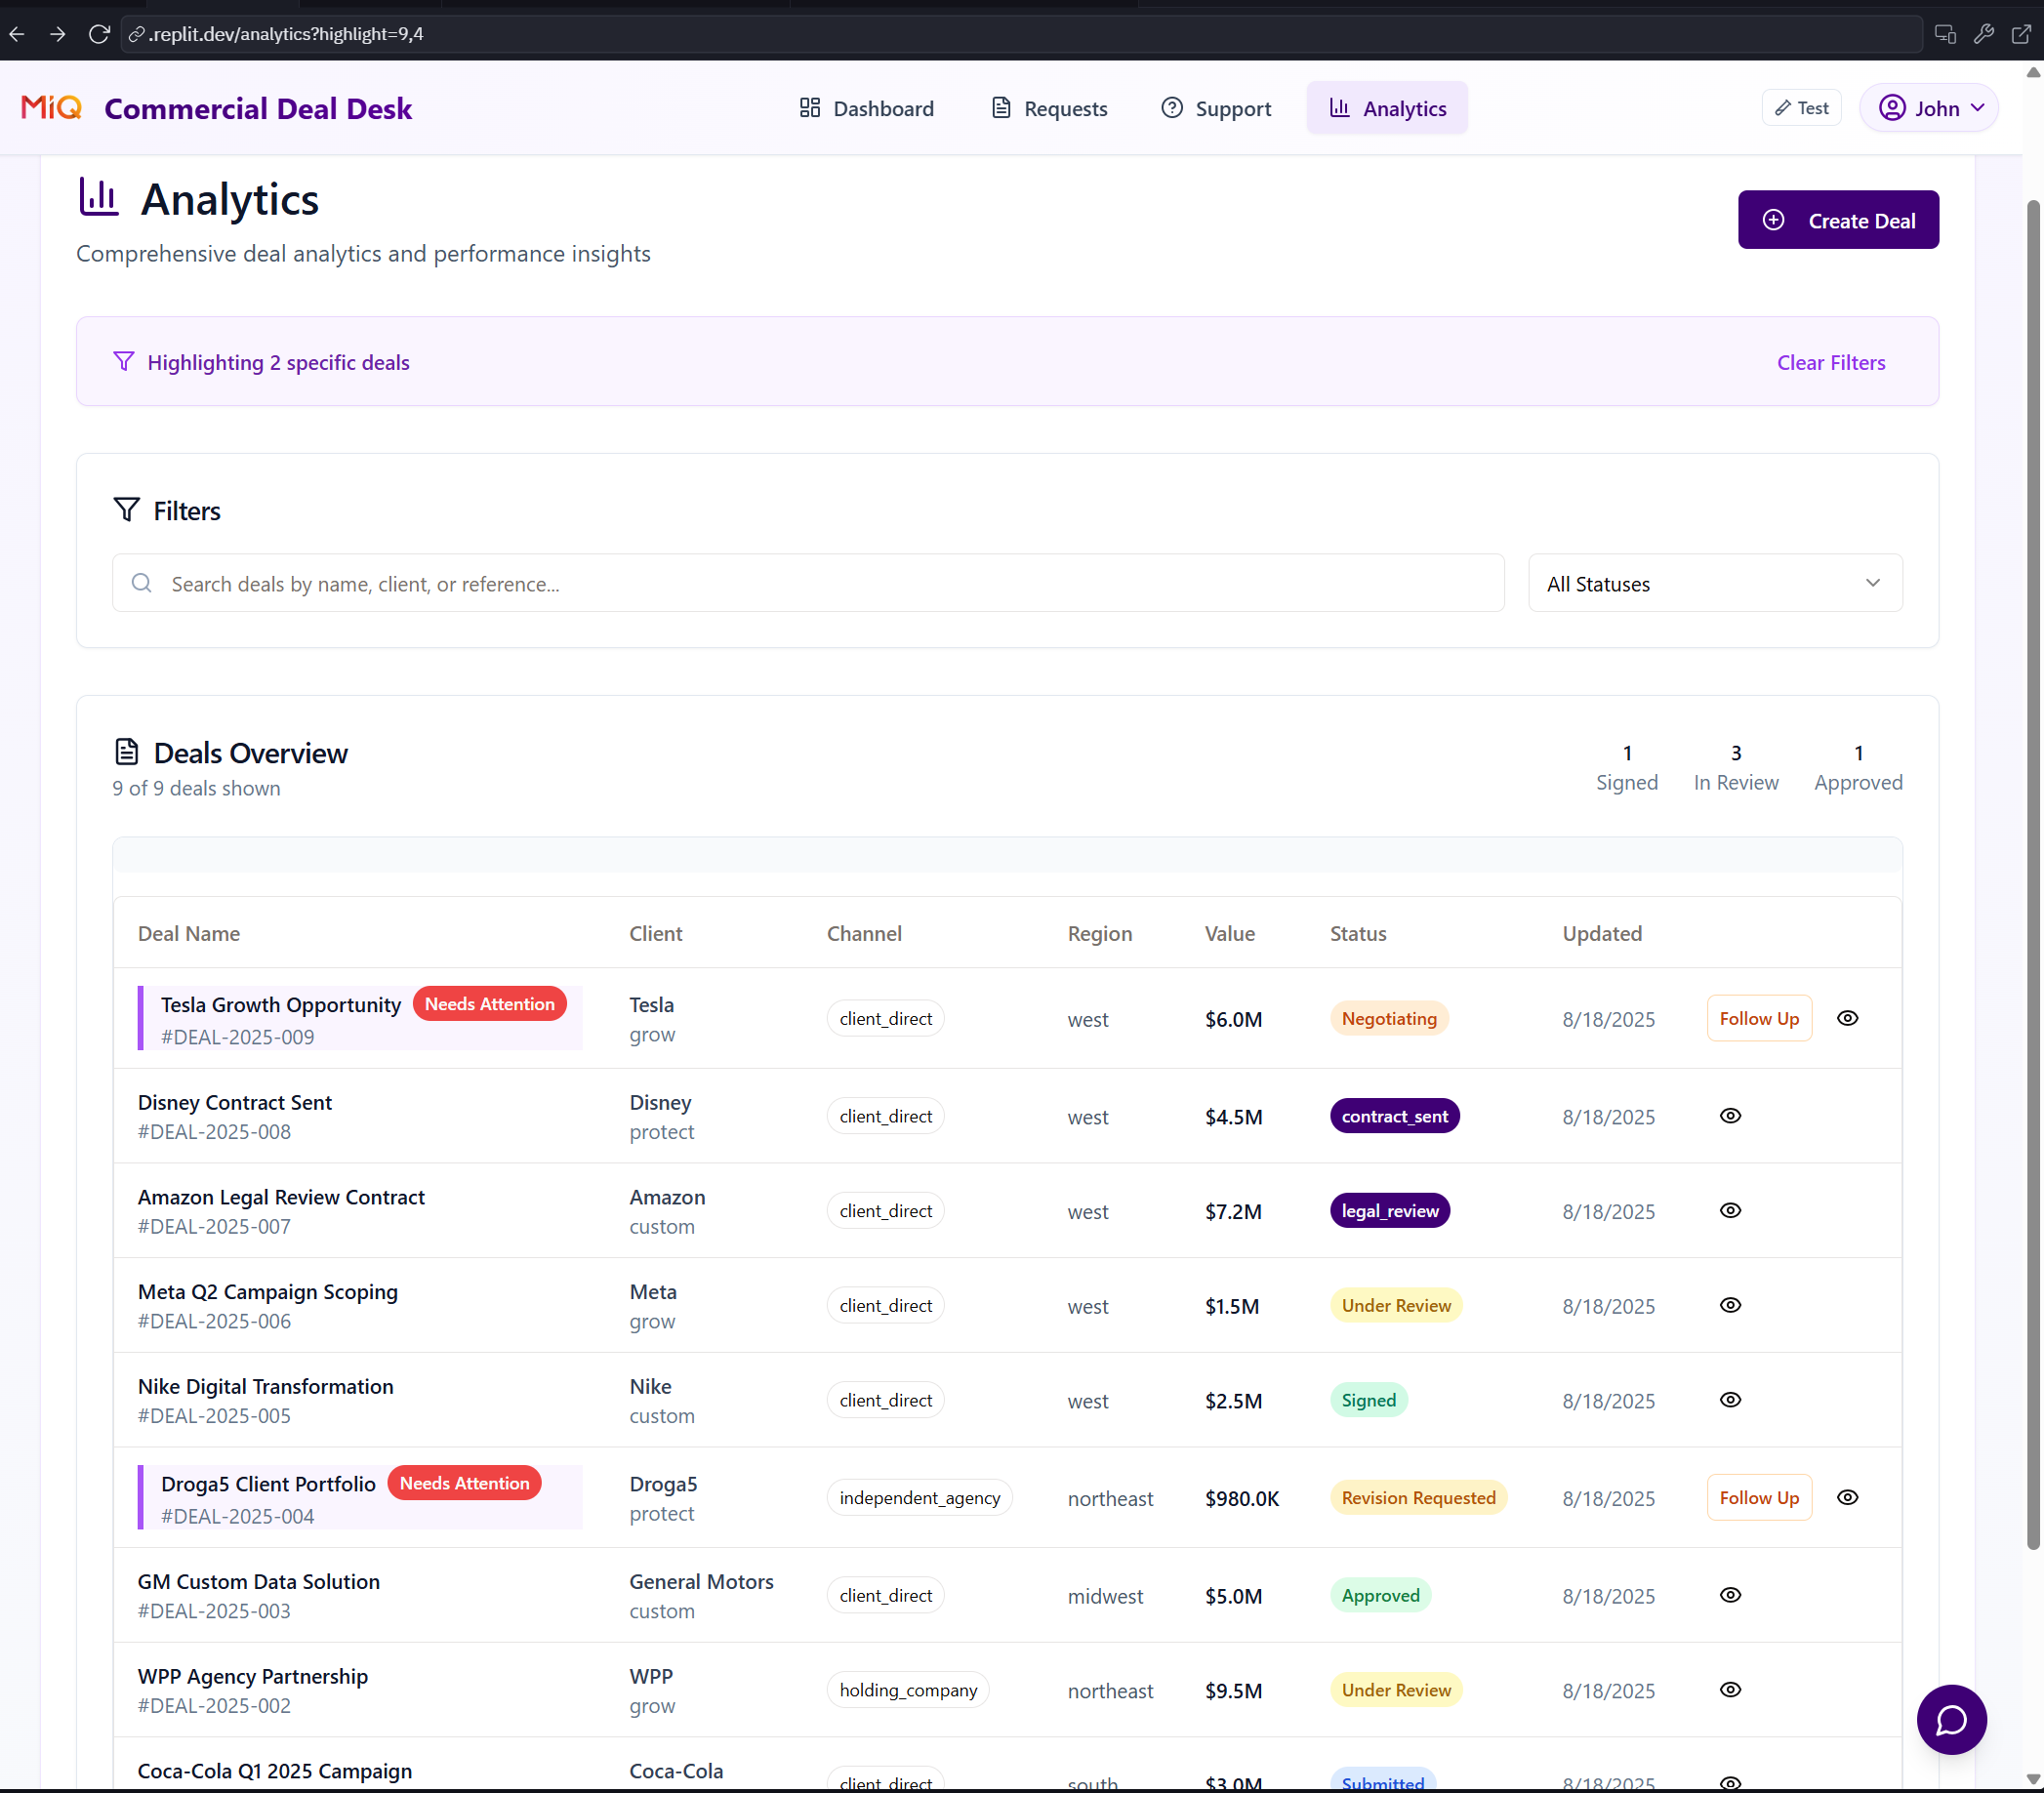 .replit.dev/analytics?highlight=9,4
MiQ Commercial Deal Desk
Dashboard
Requests
Support
Analytics
Test
John
Analytics
Create Deal
Comprehensive deal analytics and performance insights
Highlighting 2 specific deals
Clear Filters
Filters
Search deals by name, client, or reference...
All Statuses
Deals Overview
9 of 9 deals shown
1 3 1
Signed In Review Approved
Deal Name Client Channel Region Value Status Updated
Tesla Growth Opportunity Needs Attention
#DEAL-2025-009
Tesla
grow
client_direct
west
$6.0M
Negotiating
8/18/2025
Follow Up
Disney Contract Sent
#DEAL-2025-008
Disney
protect
client_direct
west
$4.5M
contract_sent
8/18/2025
Amazon Legal Review Contract
#DEAL-2025-007
Amazon
custom
client_direct
west
$7.2M
legal_review
8/18/2025
Meta Q2 Campaign Scoping
#DEAL-2025-006
Meta
grow
client_direct
west
$1.5M
Under Review
8/18/2025
Nike Digital Transformation
#DEAL-2025-005
Nike
custom
client_direct
west
$2.5M
Signed
8/18/2025
Droga5 Client Portfolio Needs Attention
#DEAL-2025-004
Droga5
protect
independent_agency
northeast
$980.0K
Revision Requested
8/18/2025
Follow Up
GM Custom Data Solution
#DEAL-2025-003
General Motors
custom
client_direct
midwest
$5.0M
Approved
8/18/2025
WPP Agency Partnership
#DEAL-2025-002
WPP
grow
holding_company
northeast
$9.5M
Under Review
8/18/2025
Coca-Cola Q1 2025 Campaign
Coca-Cola
client_direct
south
$3.0M
Submitted
8/18/2025